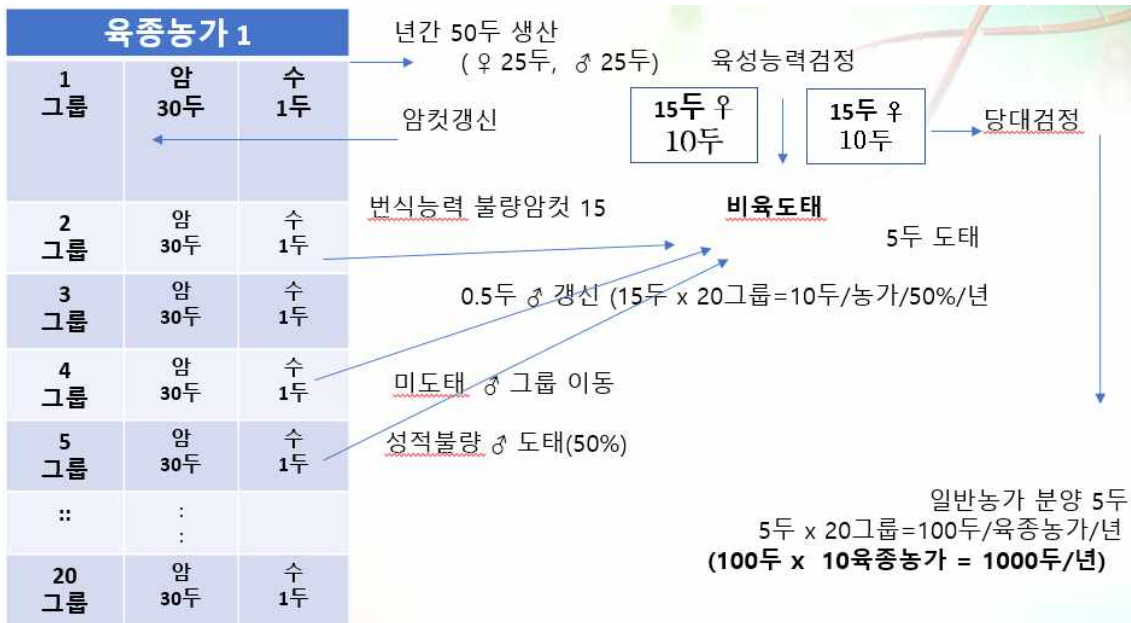 육종농가 1
1
그룹
암
30두
수
1두
2
그룹
암
30두
수
1두
3
그룹
암
30두
수
1두
4
그룹
암
30두
수
1두
5
그룹
암
30두
수
1두
::
:
:
20
그룹
암
30두
수
1두
년간 50두 생산
( ♀ 25두, ♂ 25두)
육성능력검정
암컷갱신
15두 ♀
10두
15두 ♀
10두
당대검정
번식능력 불량암컷 15
비육도태
5두 도태
0.5두 ♂ 갱신 (15두 x 20그룹=10두/농가/50%/년
미도태 ♂ 그룹 이동
성적불량 ♂ 도태(50%)
일반농가 분양 5두
5두 x 20그룹=100두/육종농가/년
(100두 x 10육종농가 = 1000두/년)